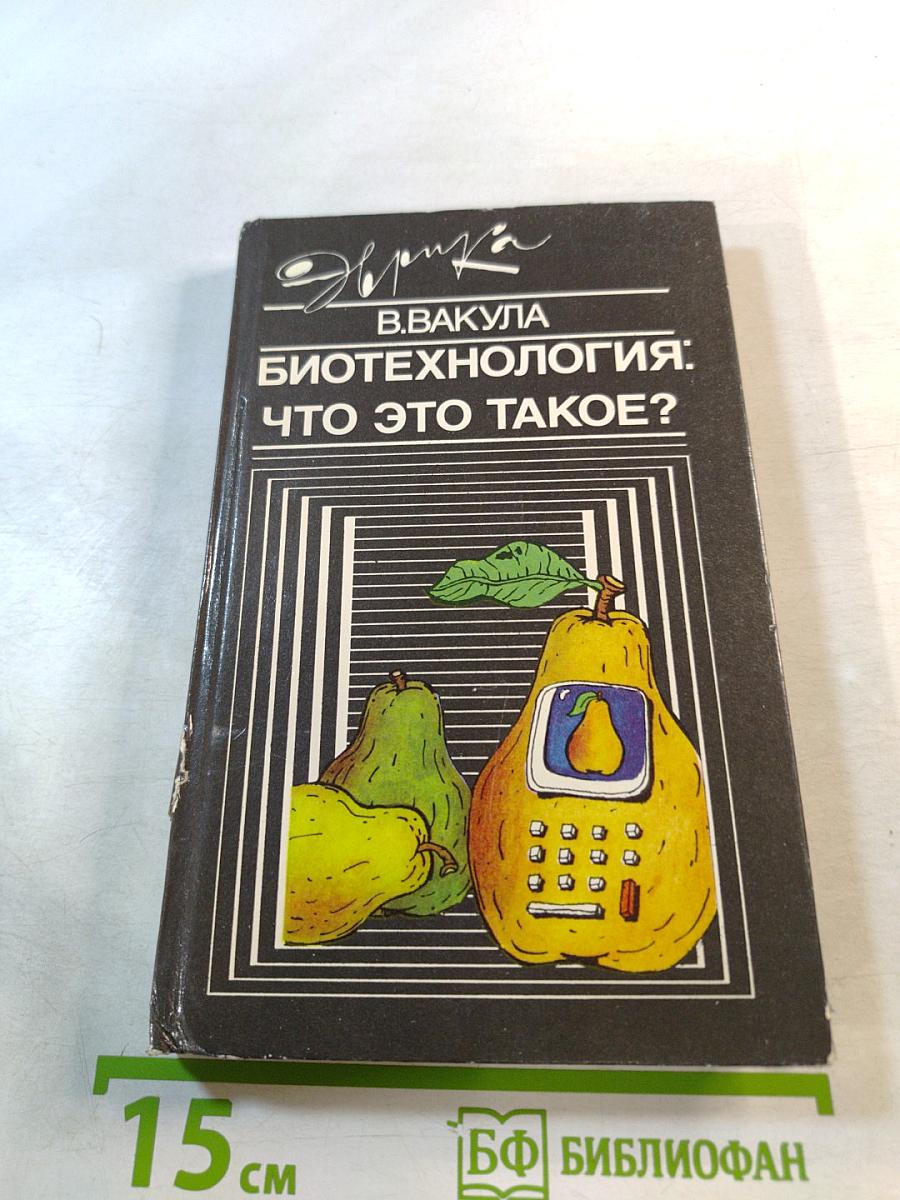 Эврика
В.ВАКУЛА
БИОТЕХНОЛОГИЯ:
ЧТО ЭТО ТАКОЕ?
15 см
БФ БИБЛИОФАН